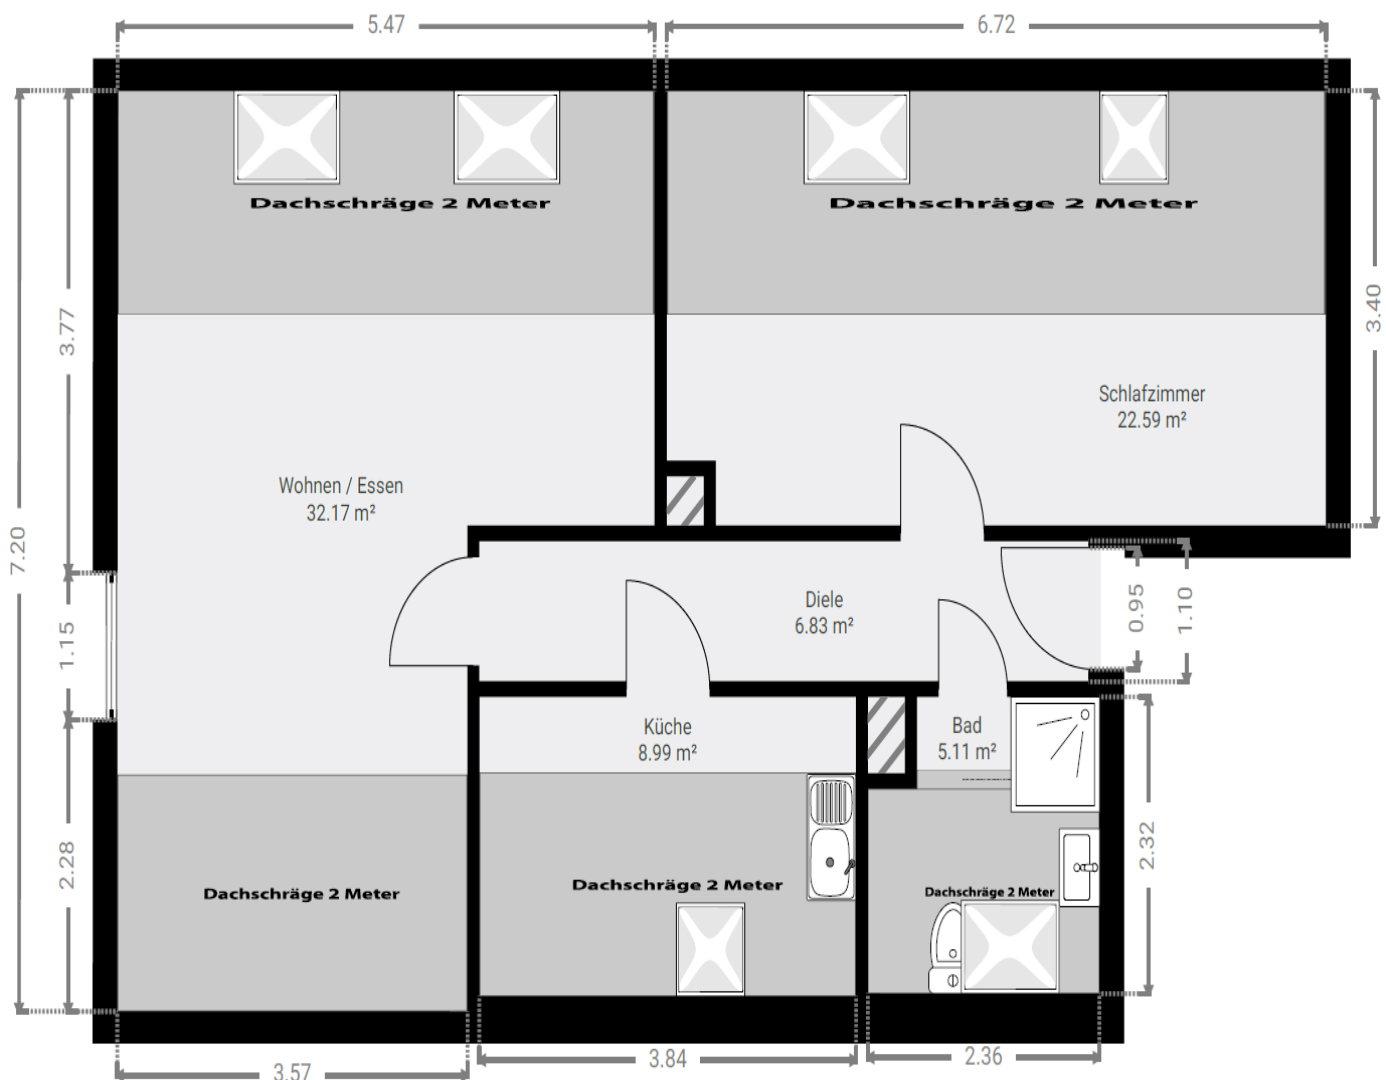 5.47
6.72
Dachschräge 2 Meter
Dachschräge 2 Meter
3.77
3.40
Schlafzimmer
22.59 m²
Wohnen / Essen
32.17 m²
7.20
Diele
6.83 m²
0.95
1.10
1.15
Küche
8.99 m²
Bad
5.11 m²
2.28
2.32
Dachschräge 2 Meter
Dachschräge 2 Meter
Dachschräge 2 Meter
3.57
3.84
2.36